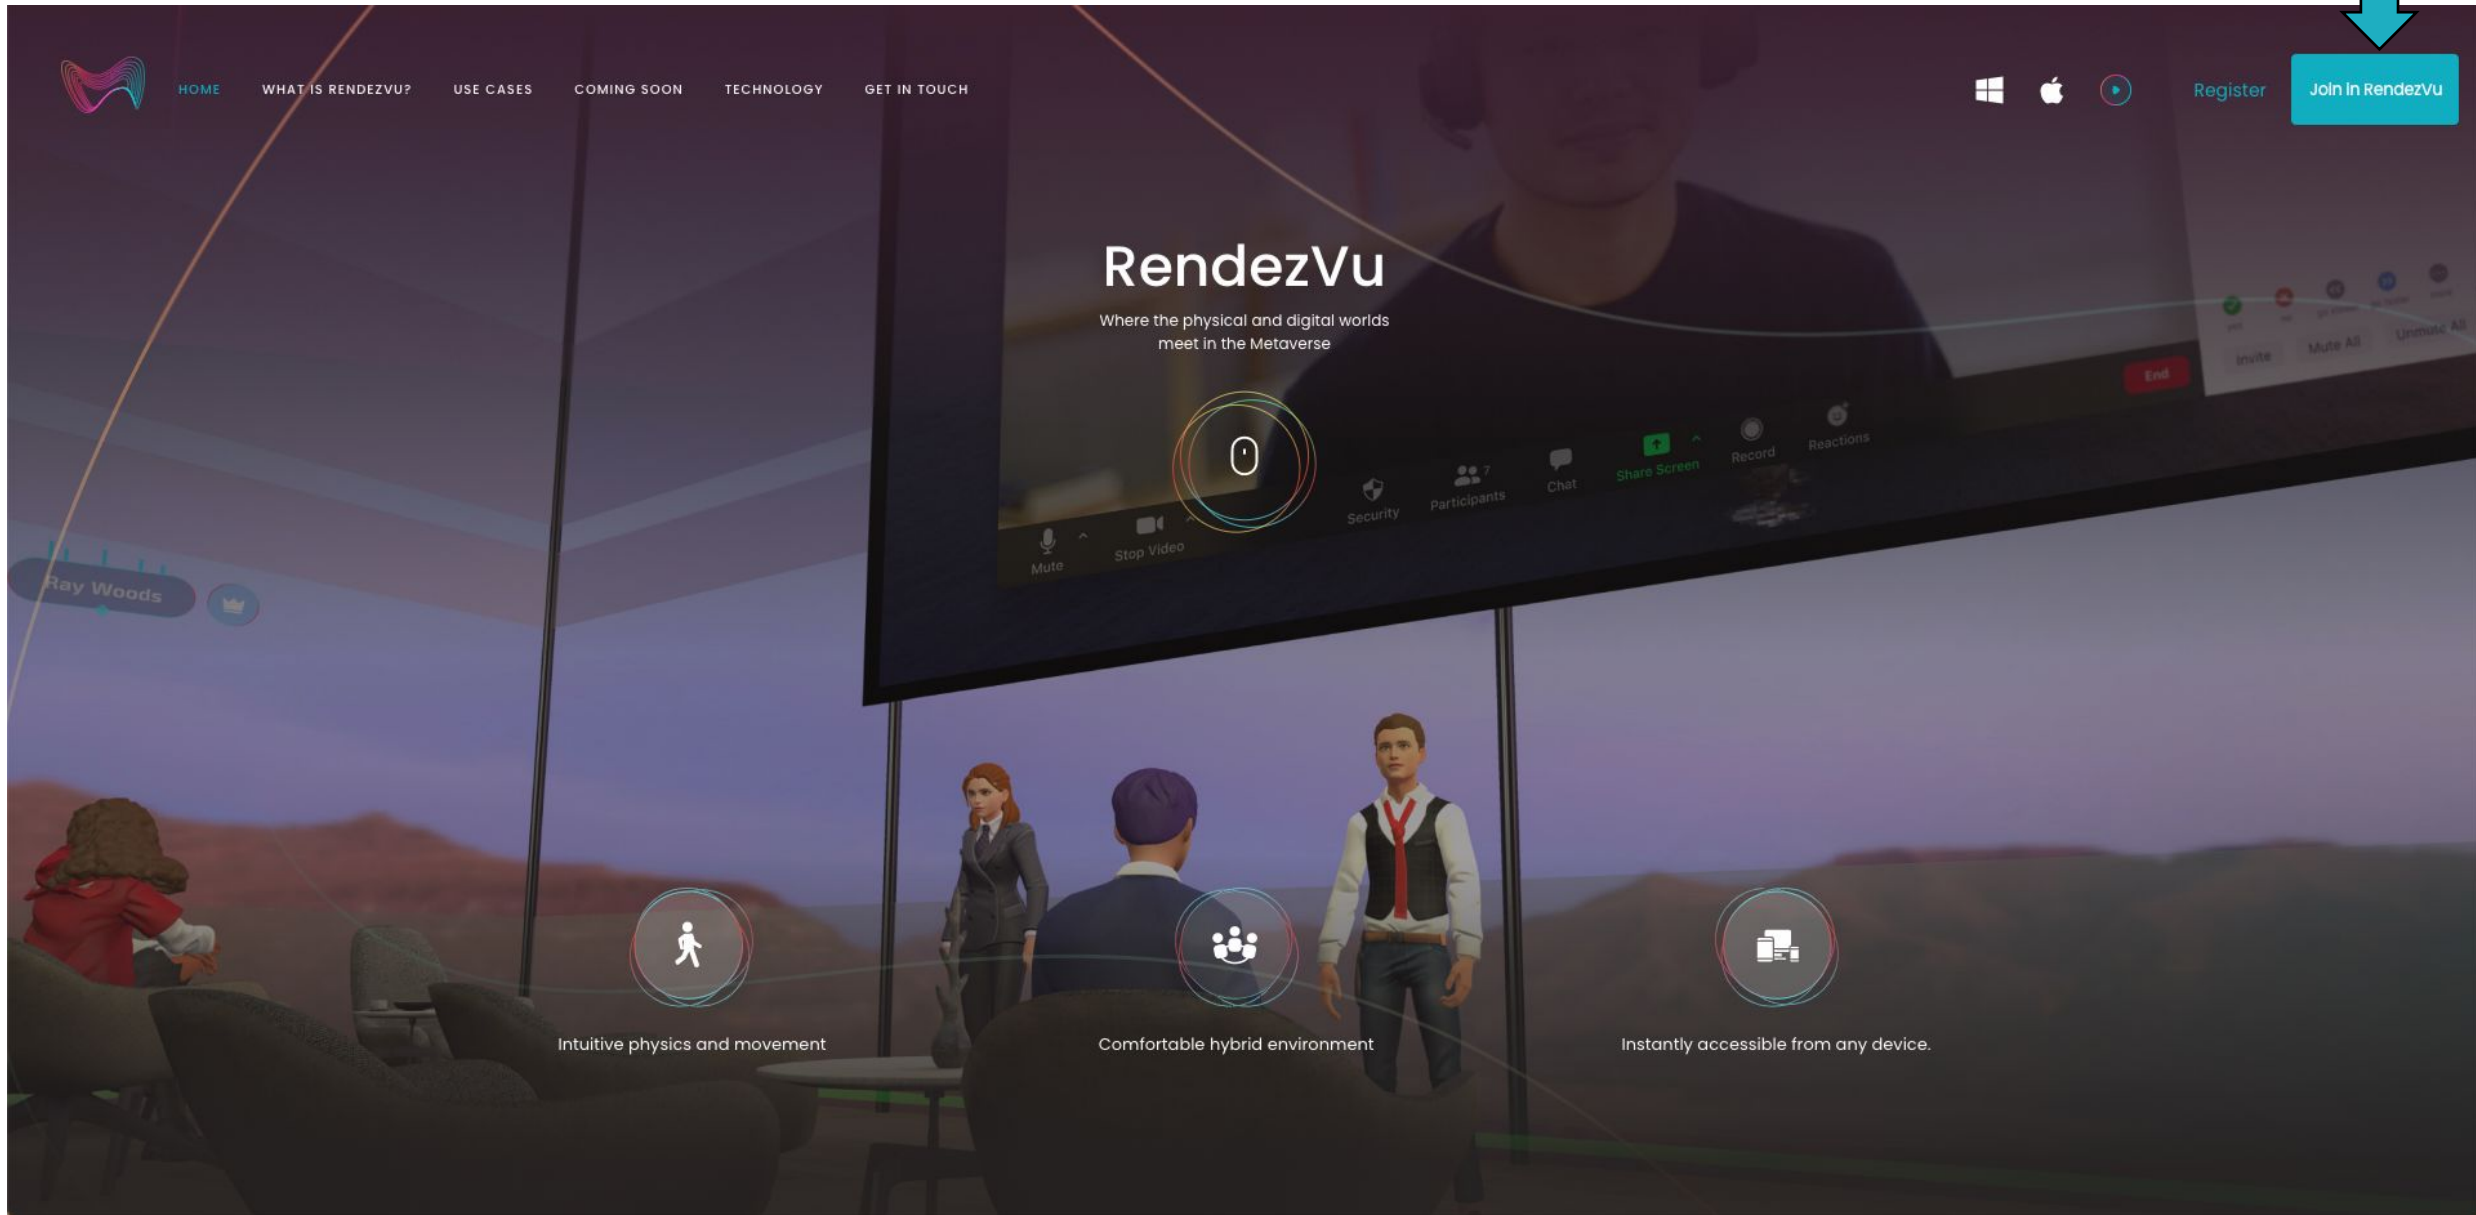 HOME
WHAT IS RENDEZVU?
USE CASES
COMING SOON
TECHNOLOGY
GET IN TOUCH
Register
Join in RendezVu
RendezVu
Where the physical and digital worlds
meet in the Metaverse
Invite
Mute All
Unmute All
End
Mute
Stop Video
Security
7
Participants
Chat
Share Screen
Record
Reactions
Ray Woods
Intuitive physics and movement
Comfortable hybrid environment
Instantly accessible from any device.